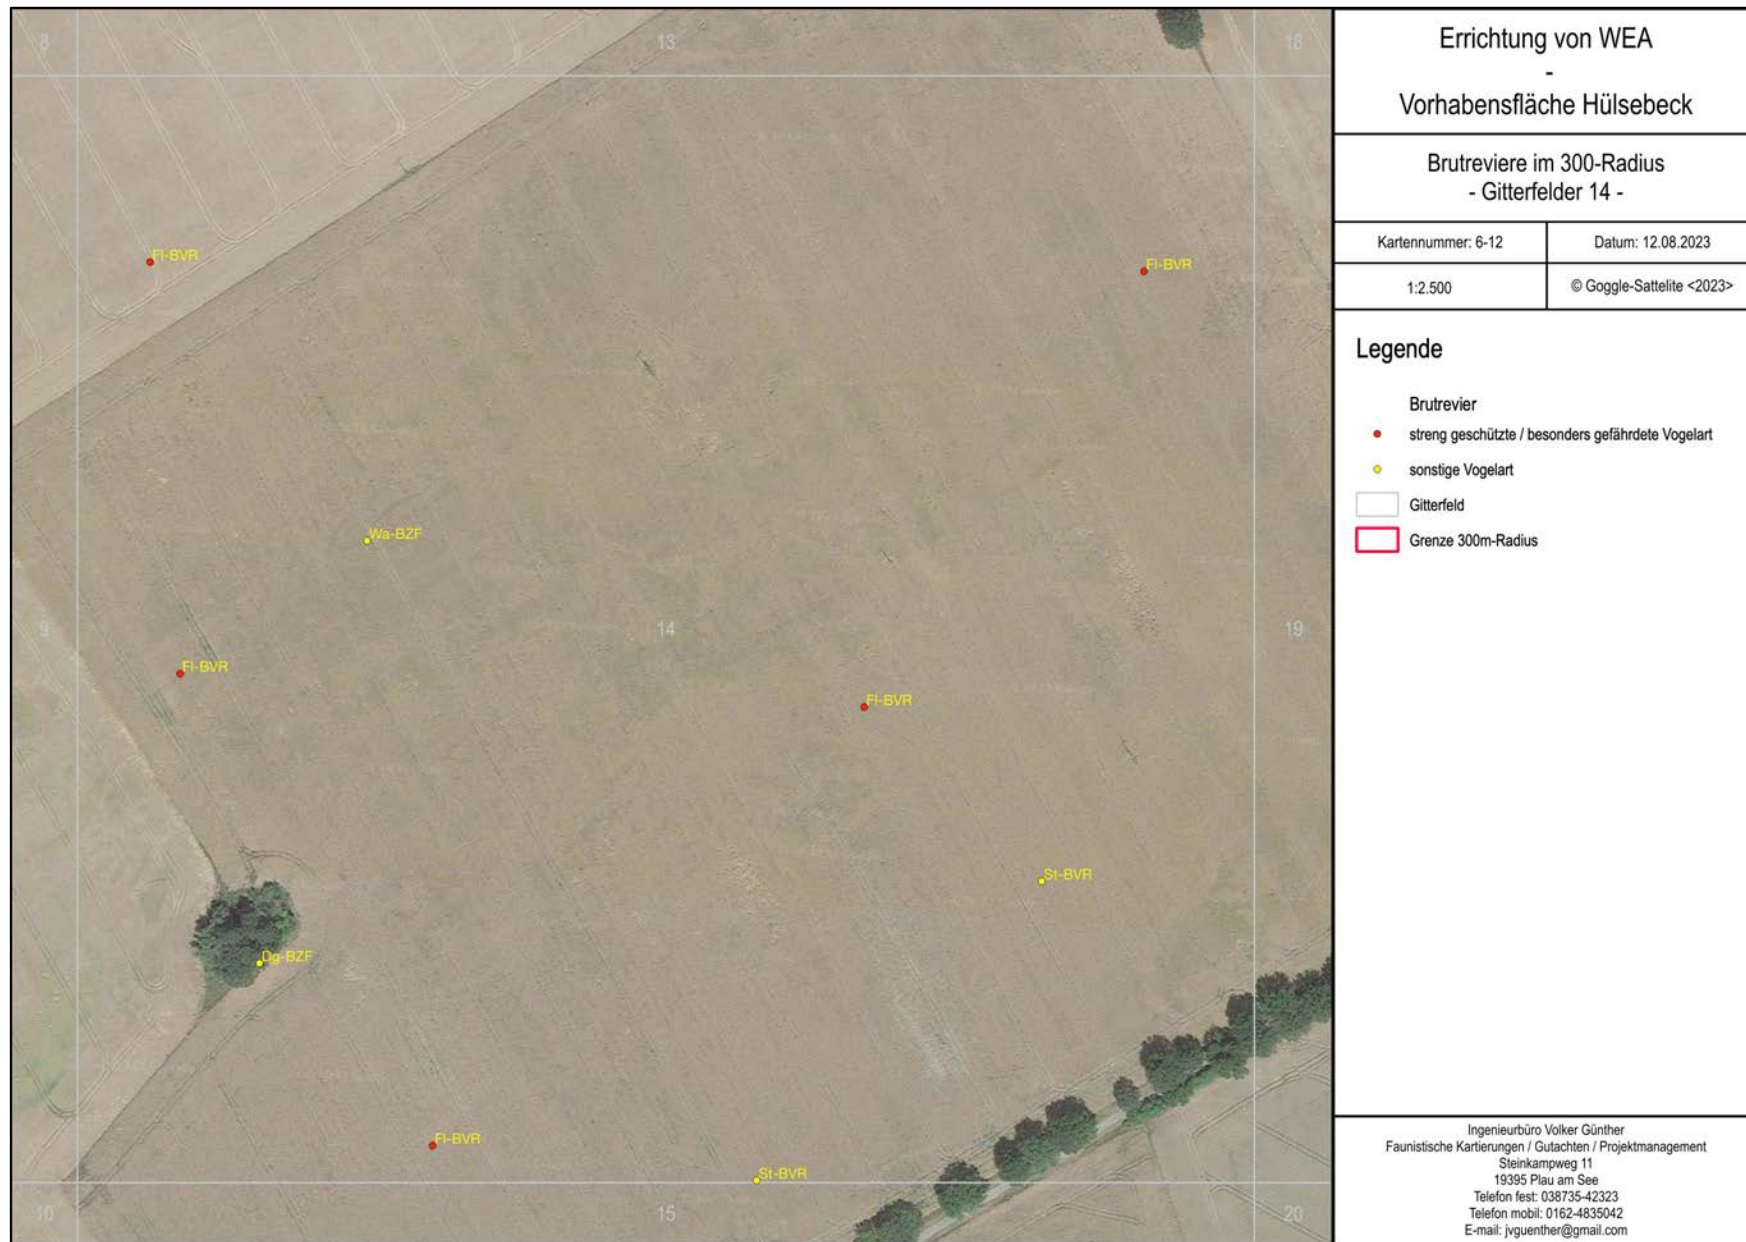 8
13
18
Fl-BVR
Fl-BVR
Wa-BZF
9
14
19
Fl-BVR
Fl-BVR
St-BVR
Dg-BZF
Fl-BVR
St-BVR
10
15
20
Errichtung von WEA
-
Vorhabensfläche Hülsebeck
Brutreviere im 300-Radius
- Gitterfelder 14 -
Kartennummer: 6-12
Datum: 12.08.2023
1:2.500
© Goggle-Sattelite <2023>
Legende
Brutrevier
streng geschützte / besonders gefährdete Vogelart
sonstige Vogelart
Gitterfeld
Grenze 300m-Radius
Ingenieurbüro Volker Günther
Faunistische Kartierungen / Gutachten / Projektmanagement
Steinkampweg 11
19395 Plau am See
Telefon fest: 038735-42323
Telefon mobil: 0162-4835042
E-mail: jvguenther@gmail.com